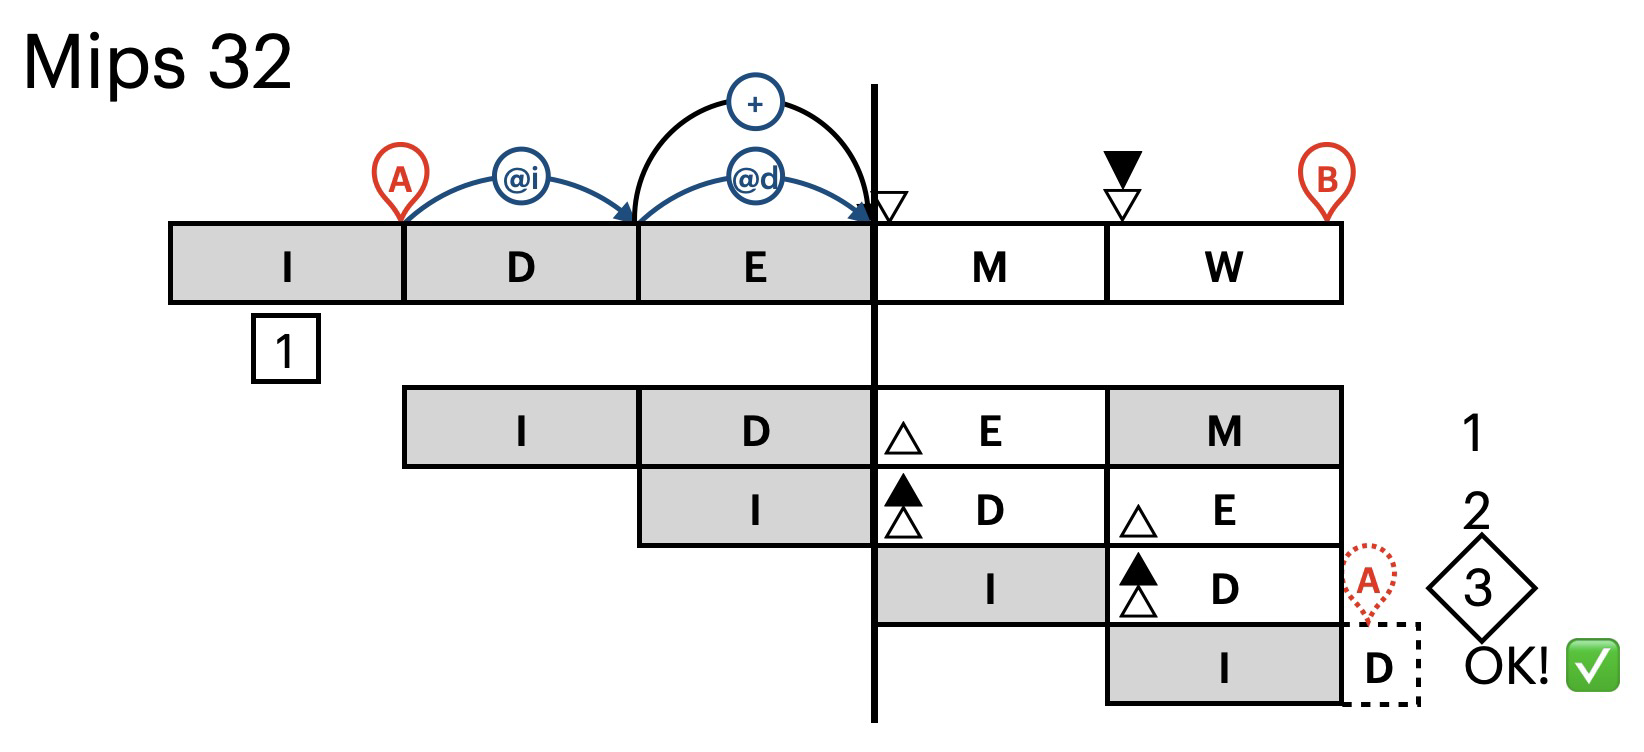 Mips 32
+
A @i @d B
I D E M W
1
I D E M 1
I D E 2
I D A 3
I D OK! ✅